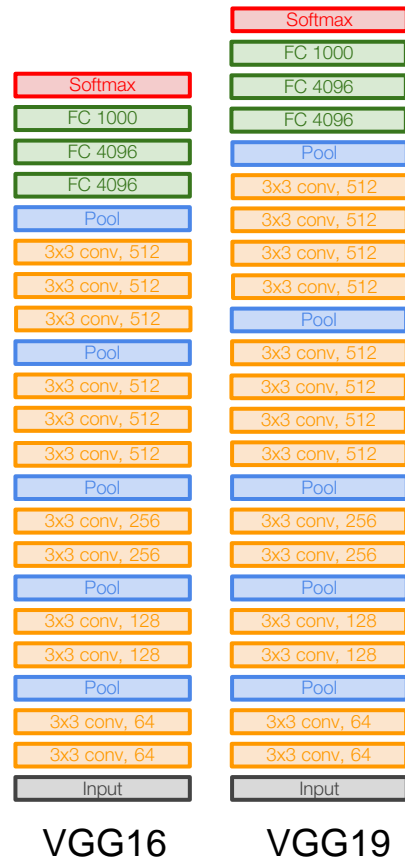 Softmax
FC 1000
FC 4096
FC 4096
Pool
3x3 conv, 512
3x3 conv, 512
3x3 conv, 512
Pool
3x3 conv, 512
3x3 conv, 512
3x3 conv, 512
Pool
3x3 conv, 256
3x3 conv, 256
Pool
3x3 conv, 128
3x3 conv, 128
Pool
3x3 conv, 64
3x3 conv, 64
Input
VGG16
Softmax
FC 1000
FC 4096
FC 4096
Pool
3x3 conv, 512
3x3 conv, 512
3x3 conv, 512
3x3 conv, 512
Pool
3x3 conv, 512
3x3 conv, 512
3x3 conv, 512
3x3 conv, 512
Pool
3x3 conv, 256
3x3 conv, 256
Pool
3x3 conv, 128
3x3 conv, 128
Pool
3x3 conv, 64
3x3 conv, 64
Input
VGG19